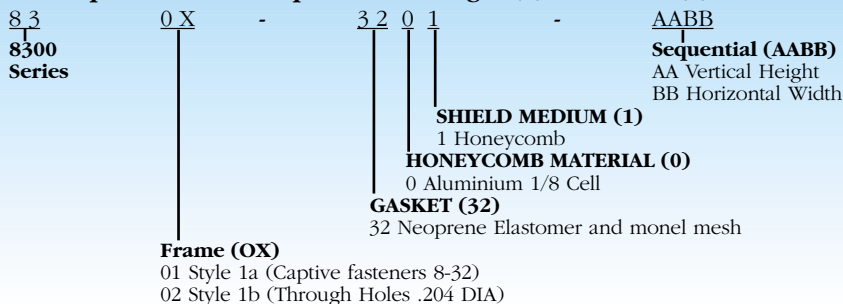 8 3 0 X - 3 2 0 1 - AABB
8300
Series
Sequential (AABB)
AA Vertical Height
BB Horizontal Width
SHIELD MEDIUM (1)
1 Honeycomb
HONEYCOMB MATERIAL (0)
0 Aluminium 1/8 Cell
GASKET (32)
32 Neoprene Elastomer and monel mesh
Frame (OX)
01 Style 1a (Captive fasteners 8-32)
02 Style 1b (Through Holes .204 DIA)